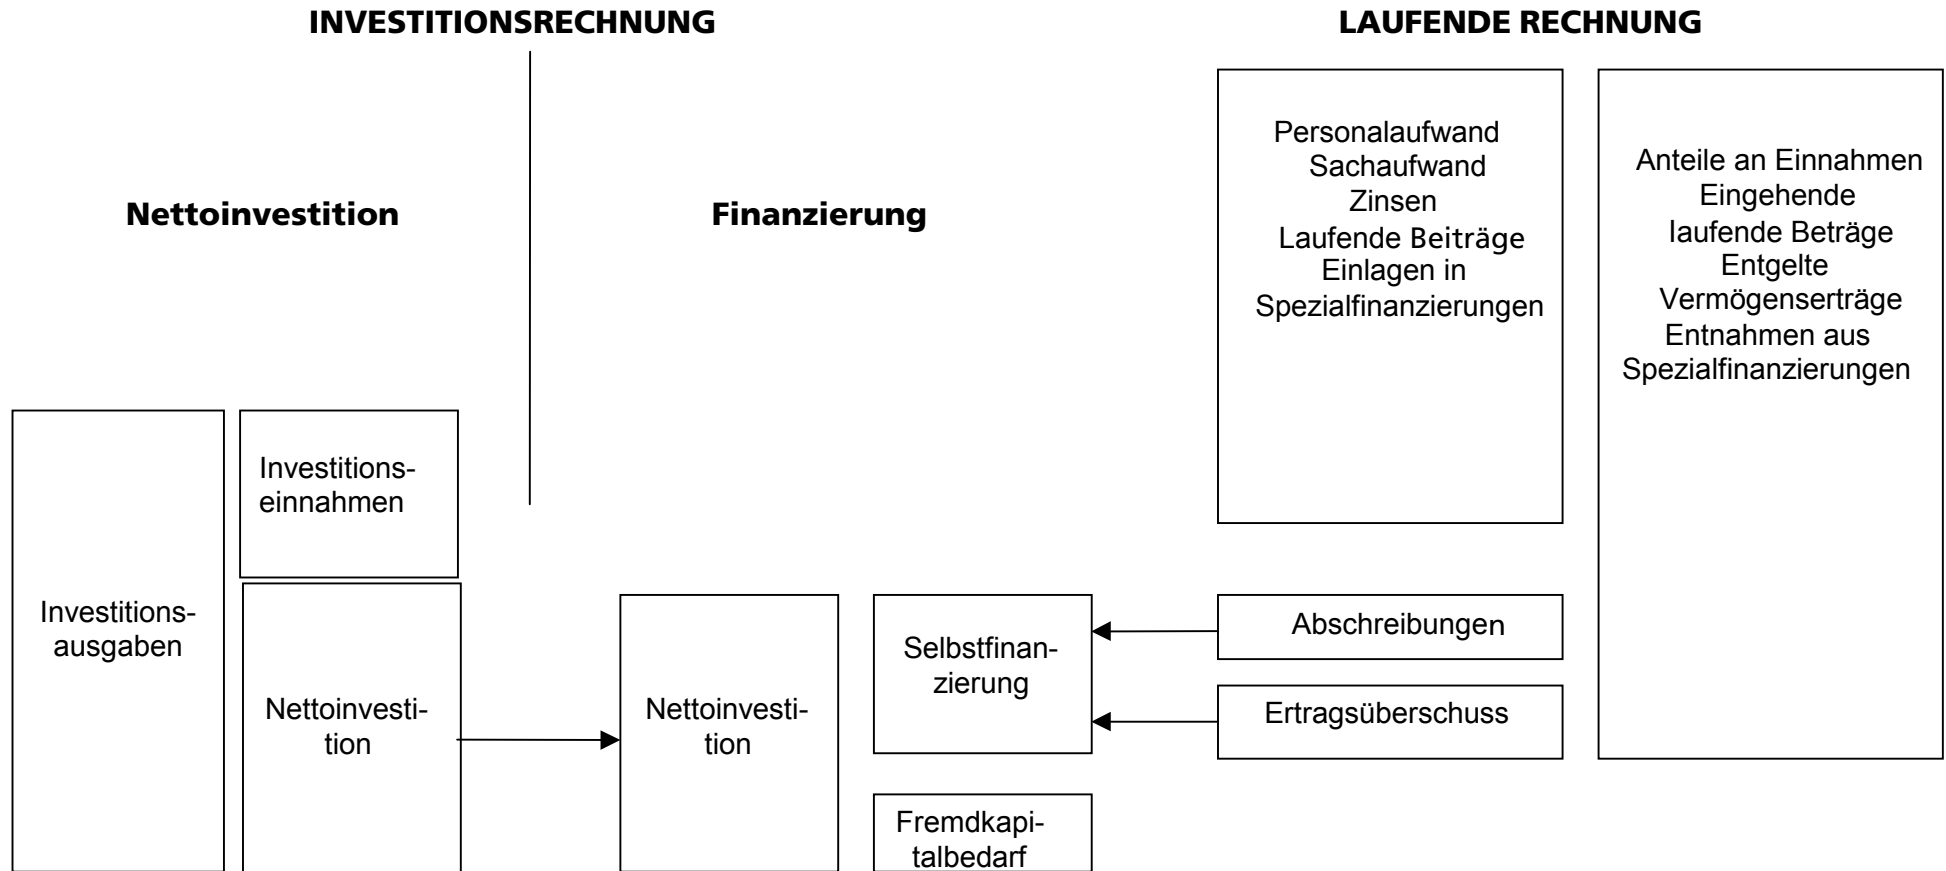 INVESTITIONSRECHNUNG
LAUFENDE RECHNUNG
Nettoinvestition
Finanzierung
Personalaufwand
Sachaufwand
Zinsen
Laufende Beiträge
Einlagen in
Spezialfinanzierungen
Anteile an Einnahmen
Eingehende
laufende Beträge
Entgelte
Vermögenserträge
Entnahmen aus
Spezialfinanzierungen
Investitions-
ausgaben
Investitions-
einnahmen
Nettoinvesti-
tion
Nettoinvesti-
tion
Selbstfinan-
zierung
Fremdkapi-
talbedarf
Abschreibungen
Ertragsüberschuss